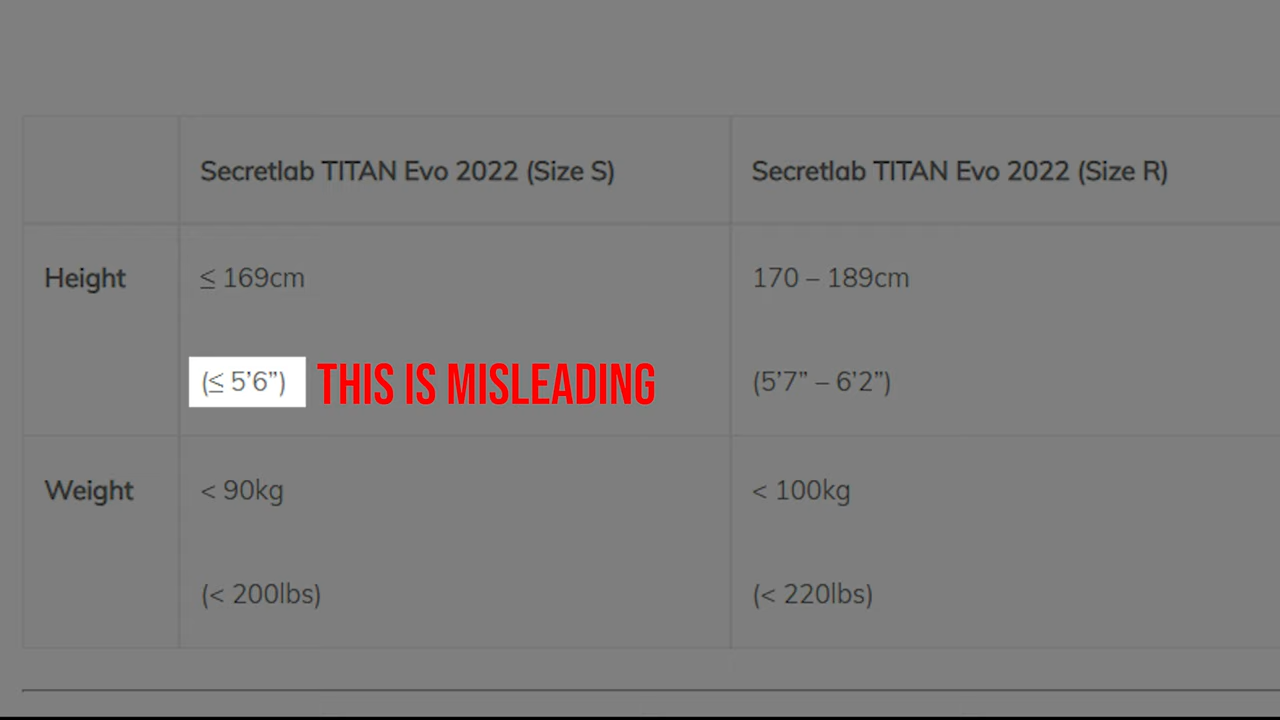 Secretlab TITAN Evo 2022 (Size S) Secretlab TITAN Evo 2022 (Size R)
Height ≤ 169cm 170 – 189cm
(≤ 5’6”) THIS IS MISLEADING (5’7” – 6’2”)
Weight < 90kg < 100kg
(< 200lbs) (< 220lbs)